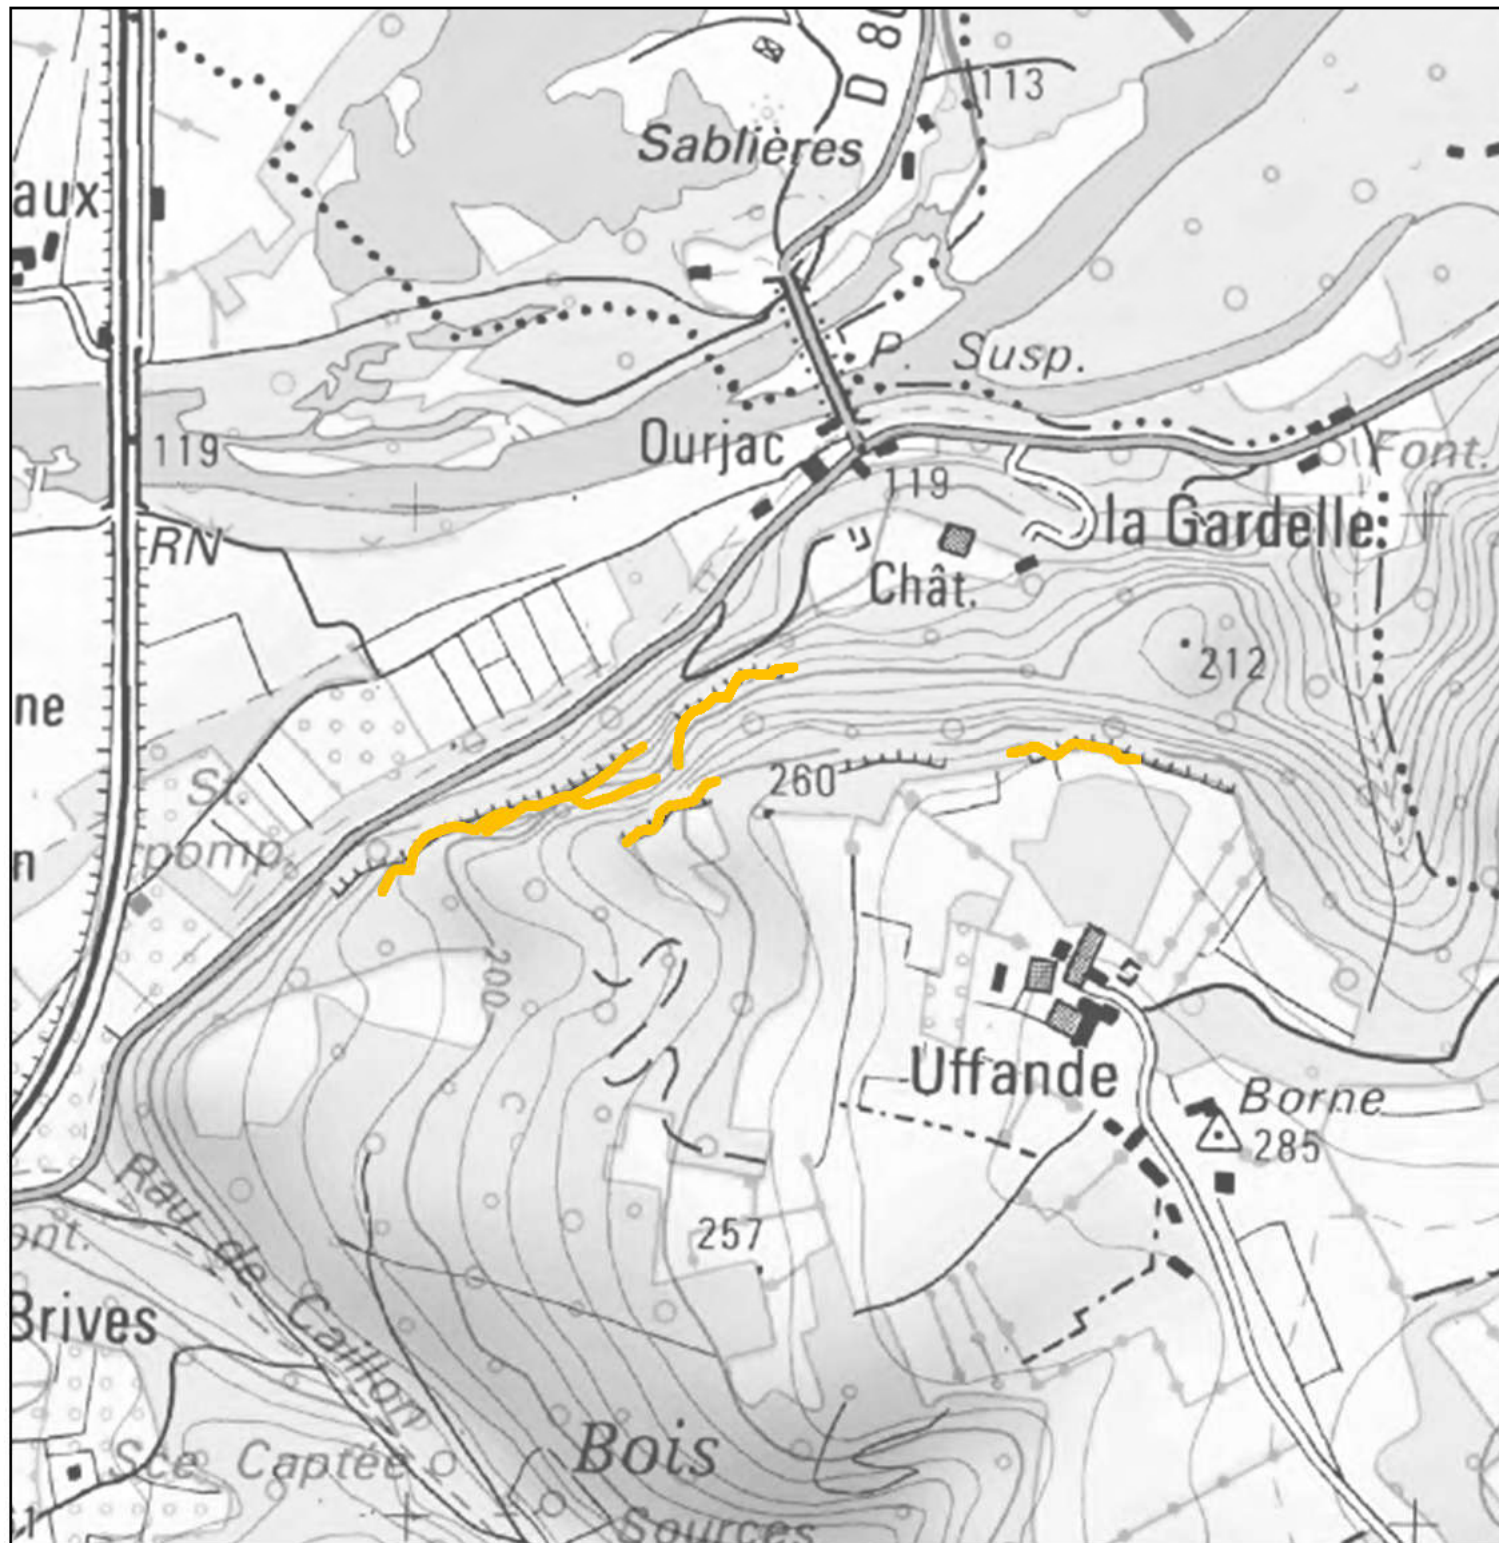 D 80
113
Sablières
aux
P. Susp.
Ourjac
119
Font.
119
la Gardelle
RN
Chât.
212
ne
260
St.
pomp.
n
200
Uffande
Borne
285
Rau de Caillon
257
ont.
Brives
Bois
Sce Captée
Sources